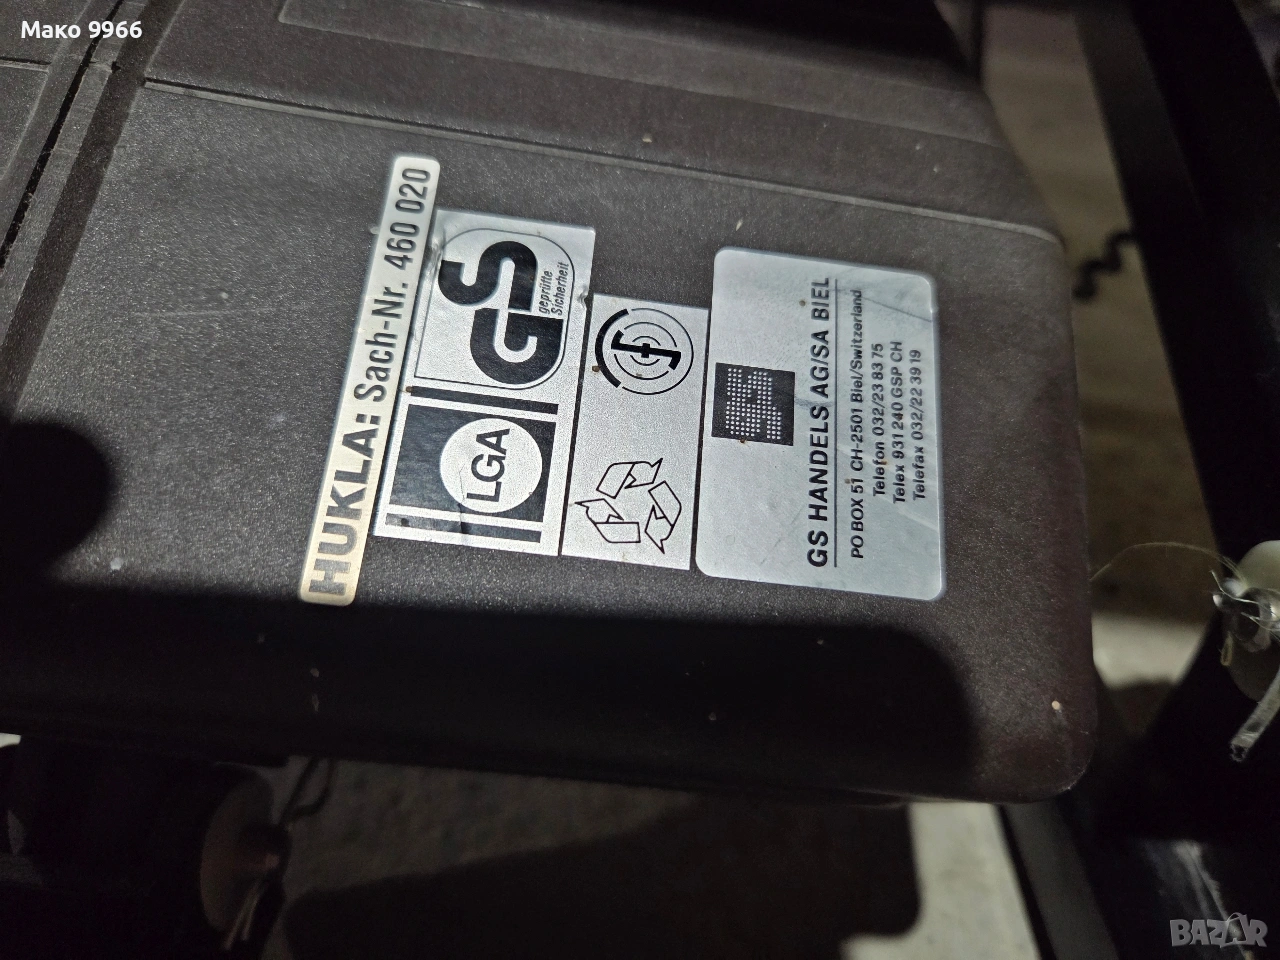 Мако 9966
HUKLA: Sach-Nr. 460 020
GS
geprüfte
Sicherheit
LGA
GS HANDELS AG/SA BIEL
PO BOX 51 CH-2501 Biel/Switzerland
Telefon 032/23 83 75
Telex 931 240 GSP CH
Telefax 032/22 39 19
BAZAR